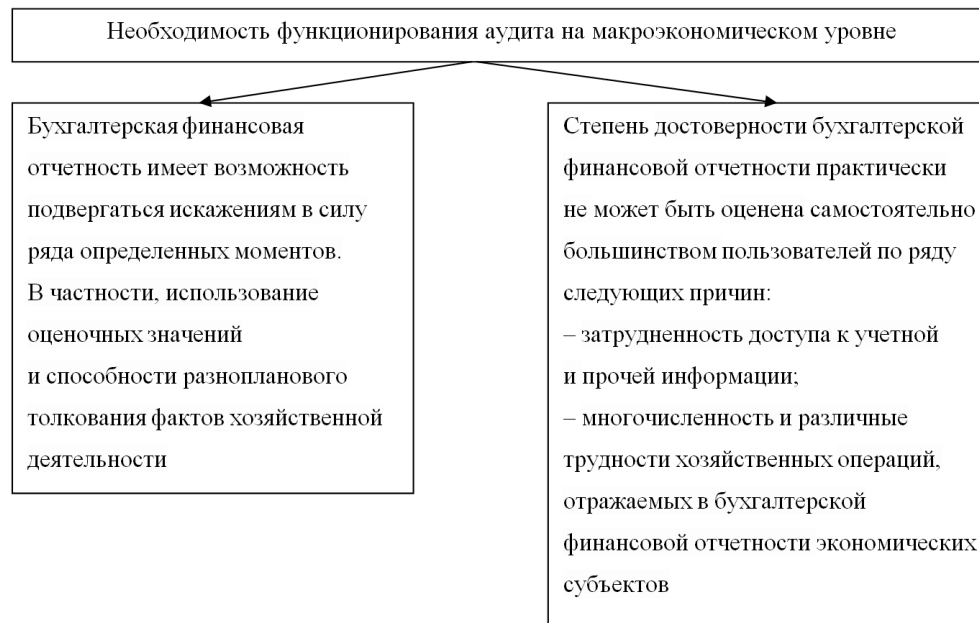 Необходимость функционирования аудита на макроэкономическом уровне
Бухгалтерская финансовая
отчетность имеет возможность
подвергаться искажениям в силу
ряда определенных моментов.
В частности, использование
оценочных значений
и способности разнопланового
толкования фактов хозяйственной
деятельности
Степень достоверности бухгалтерской
финансовой отчетности практически
не может быть оценена самостоятельно
большинством пользователей по ряду
следующих причин:
– затрудненность доступа к учетной
и прочей информации;
– многочисленность и различные
трудности хозяйственных операций,
отражаемых в бухгалтерской
финансовой отчетности экономических
субъектов